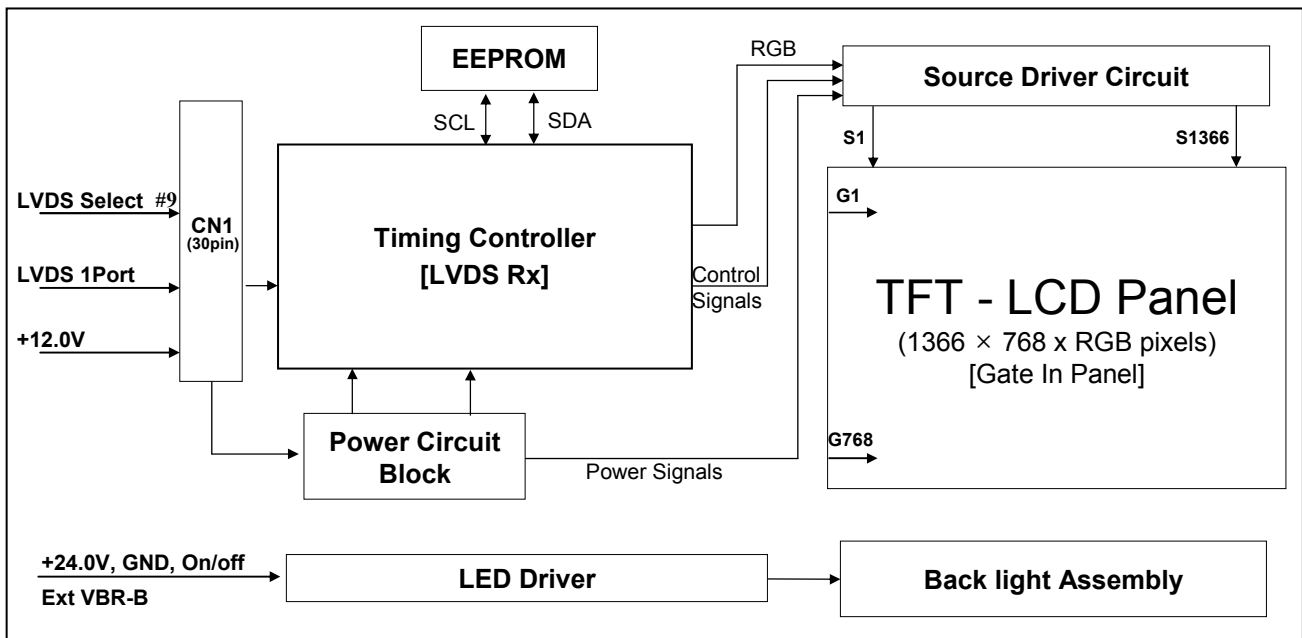 EEPROM
RGB
Source Driver Circuit
SCL
SDA
S1
S1366
LVDS Select #9
CN1
(30pin)
Timing Controller
[LVDS Rx]
G1
LVDS 1Port
Control
Signals
TFT - LCD Panel
(1366 × 768 x RGB pixels)
[Gate In Panel]
+12.0V
Power Circuit
Block
Power Signals
G768
+24.0V, GND, On/off
Ext VBR-B
LED Driver
Back light Assembly